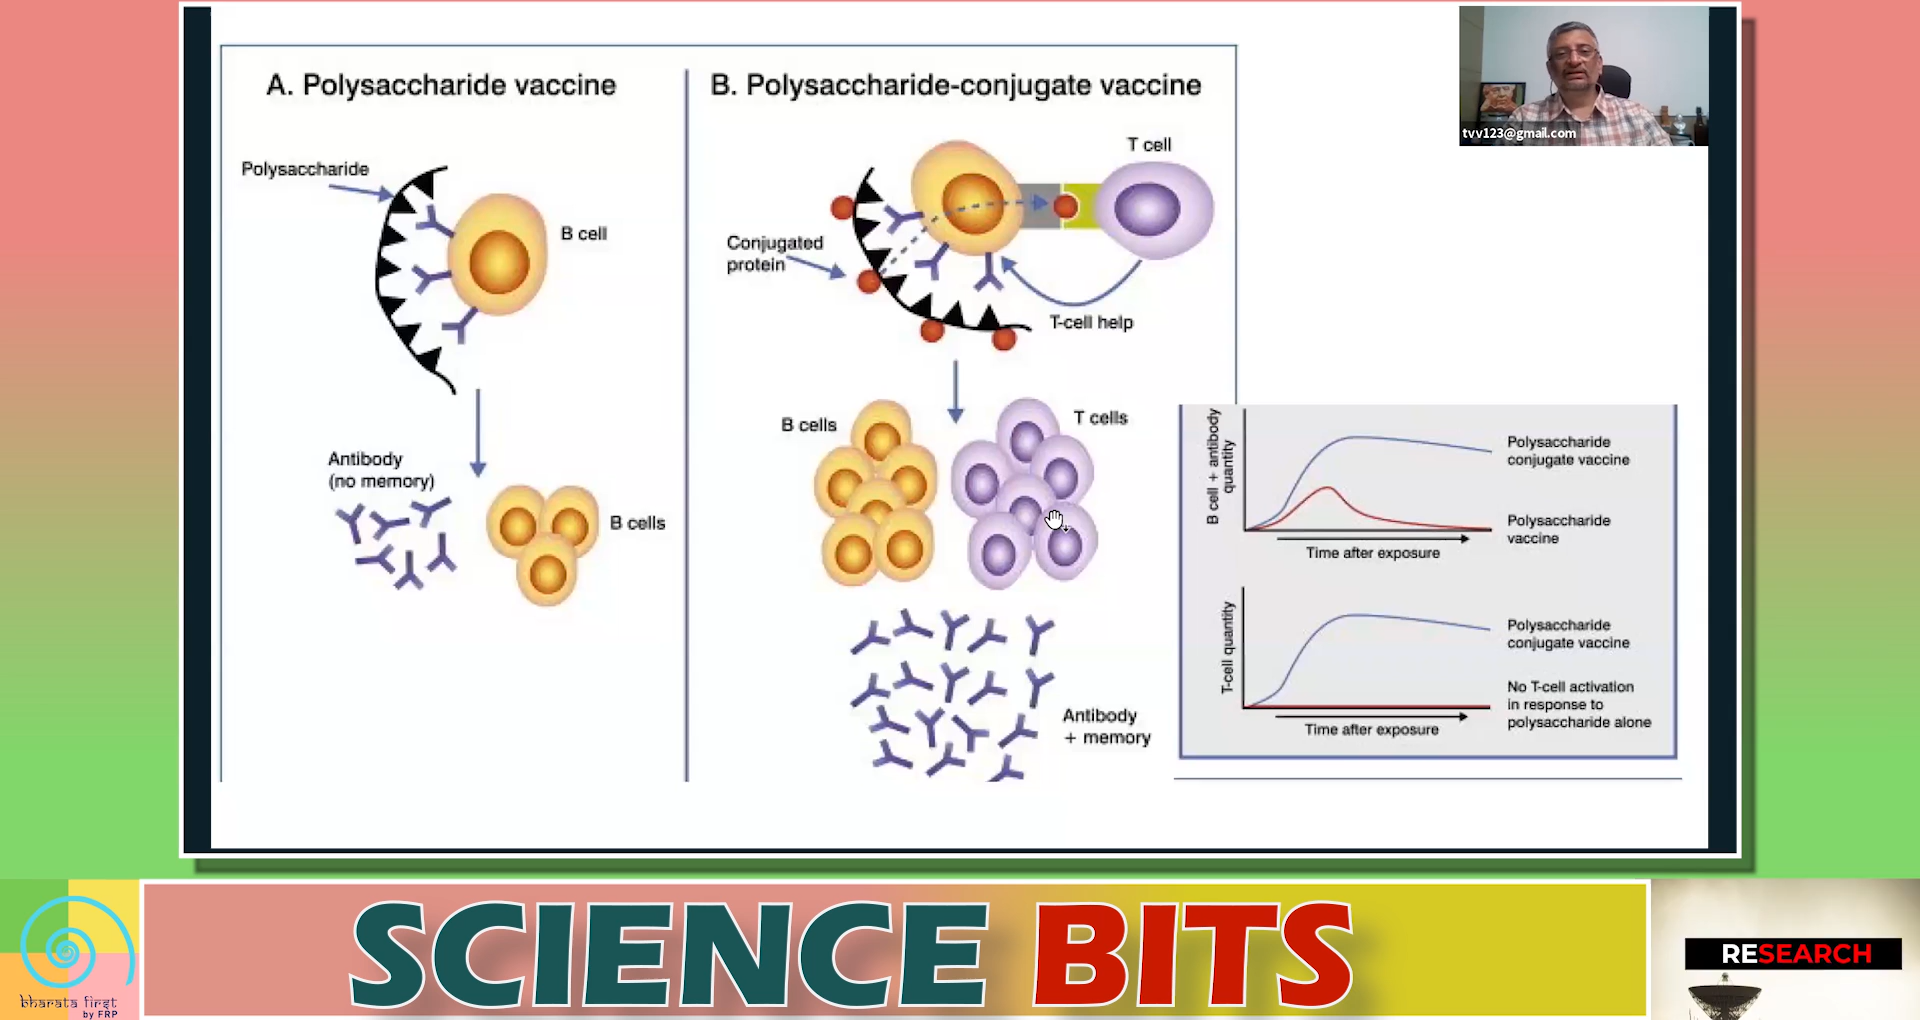 A. Polysaccharide vaccine
Polysaccharide
B cell
Antibody
(no memory)
B cells
B. Polysaccharide-conjugate vaccine
T cell
Conjugated
protein
T-cell help
B cells
T cells
Antibody
+ memory
B cell + antibody
quantity
Polysaccharide
conjugate vaccine
Polysaccharide
vaccine
Time after exposure
T-cell quantity
Polysaccharide
conjugate vaccine
No T-cell activation
in response to
polysaccharide alone
Time after exposure
tvv123@gmail.com
bharata first
by FRP
SCIENCE BITS
RESEARCH